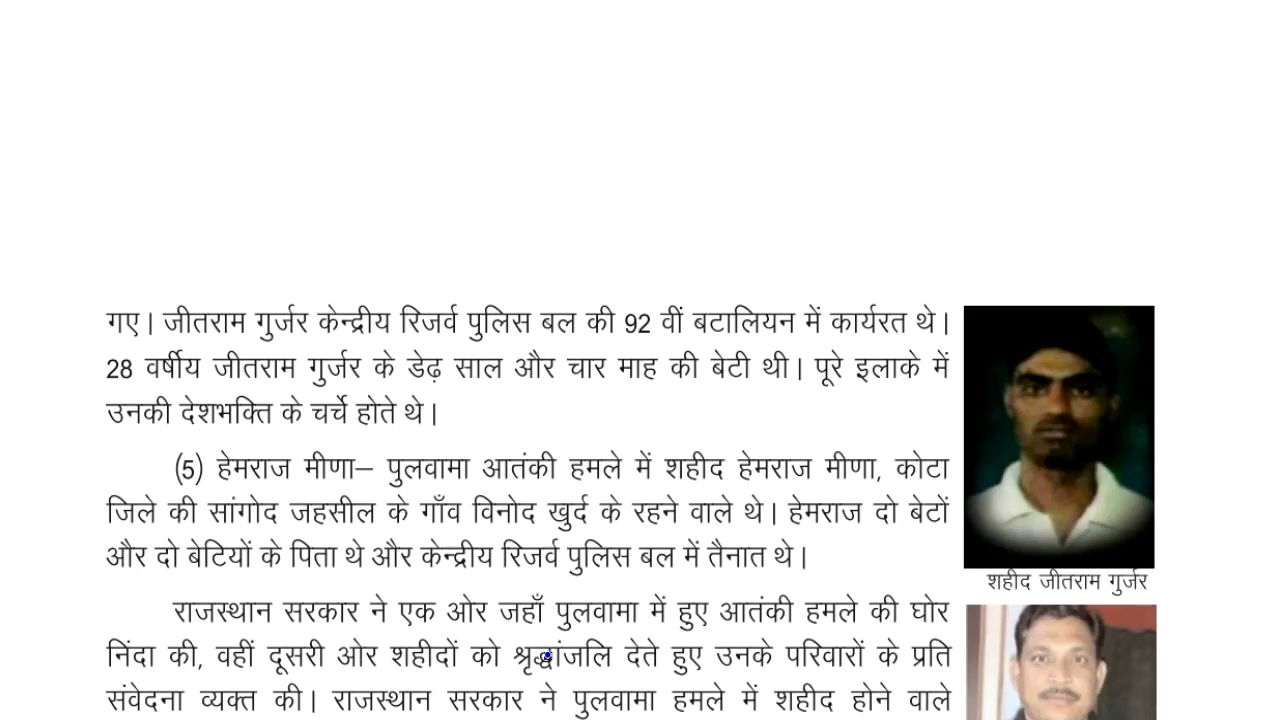 गए। जीतराम गुर्जर केन्द्रीय रिजर्व पुलिस बल की 92 वीं बटालियन में कार्यरत थे।
28 वर्षीय जीतराम गुर्जर के डेढ़ साल और चार माह की बेटी थी। पूरे इलाके में
उनकी देशभक्ति के चर्चे होते थे।
(5) हेमराज मीणा– पुलवामा आतंकी हमले में शहीद हेमराज मीणा, कोटा
जिले की सांगोद जहसील के गाँव विनोद खुर्द के रहने वाले थे। हेमराज दो बेटों
और दो बेटियों के पिता थे और केन्द्रीय रिजर्व पुलिस बल में तैनात थे।
शहीद जीतराम गुर्जर
राजस्थान सरकार ने एक ओर जहाँ पुलवामा में हुए आतंकी हमले की घोर
निंदा की, वहीं दूसरी ओर शहीदों को श्रृद्धांजलि देते हुए उनके परिवारों के प्रति
संवेदना व्यक्त की। राजस्थान सरकार ने पुलवामा हमले में शहीद होने वाले